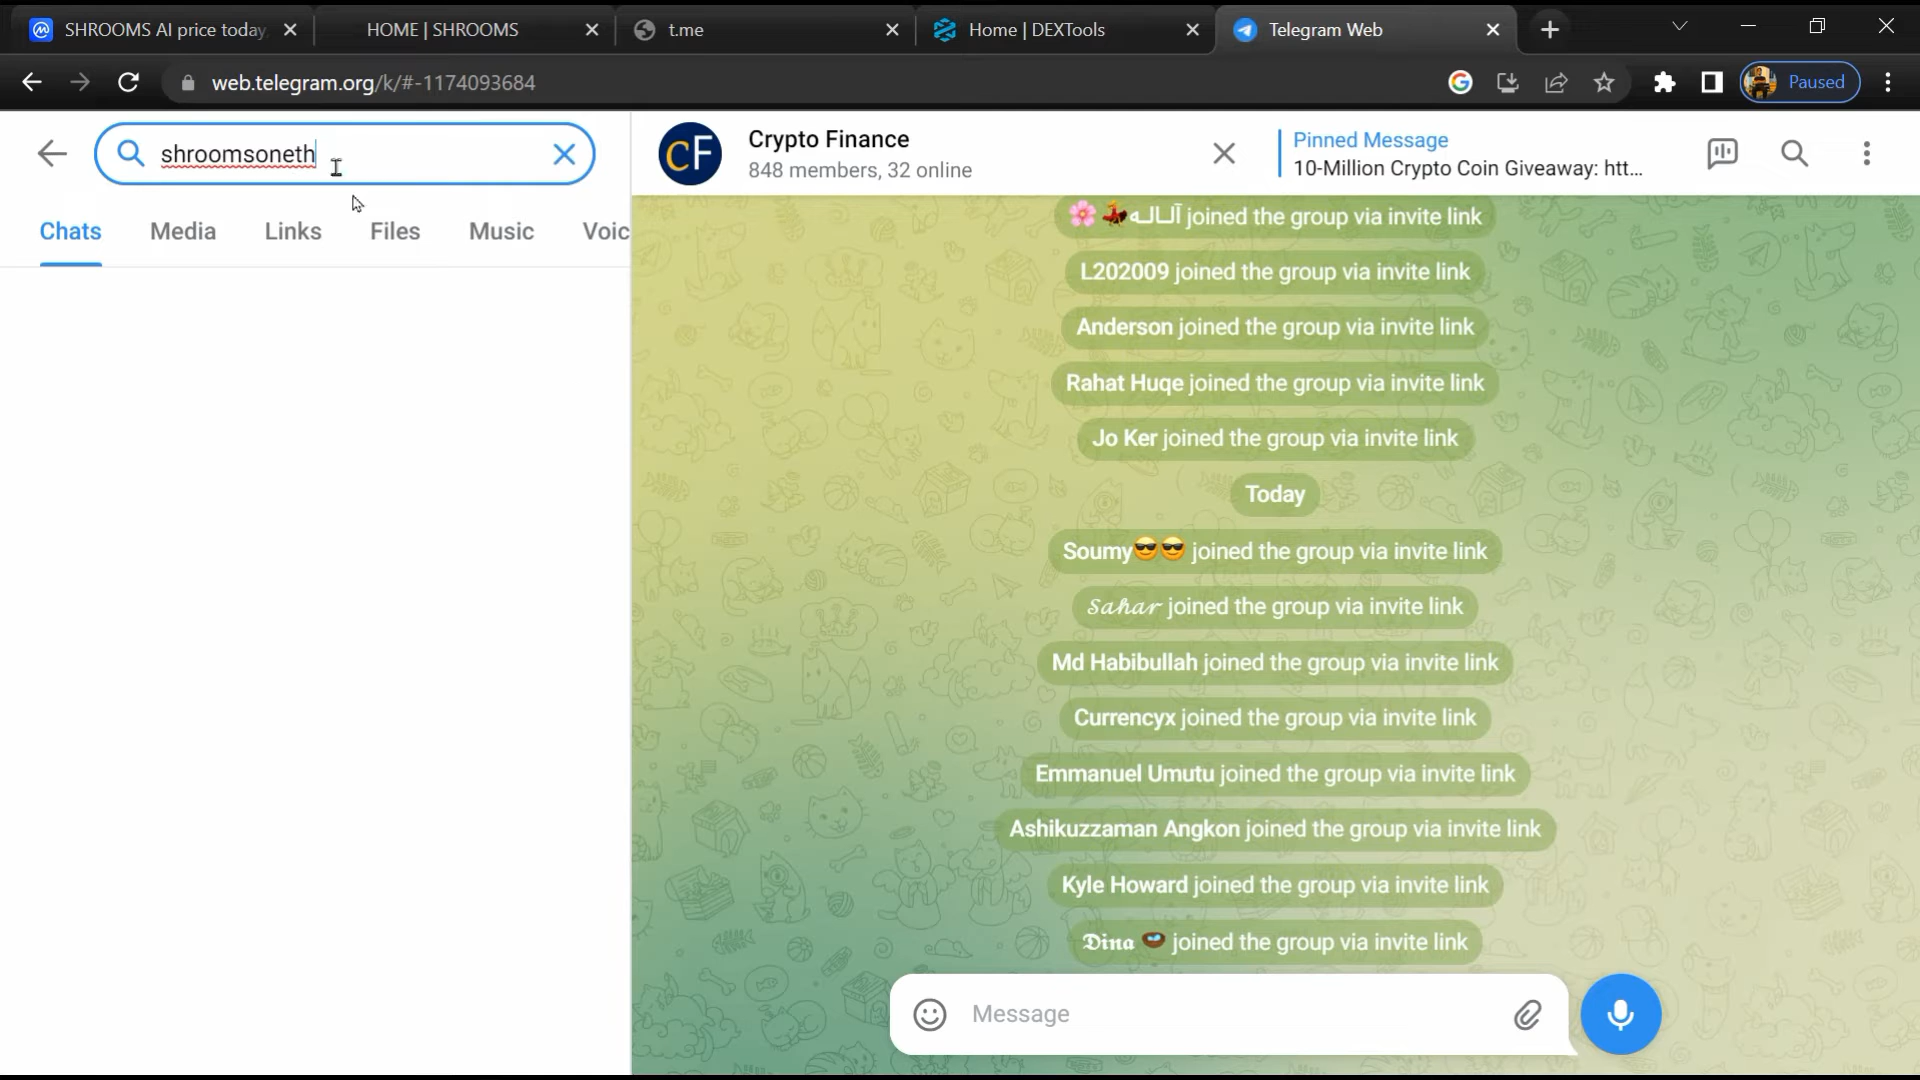 SHROOMS AI price today,
HOME | SHROOMS
t.me
Home | DEXTools
Telegram Web
web.telegram.org/k/#-1174093684
Paused
shroomsoneth
Chats
Media
Links
Files
Music
Voic
CF
Crypto Finance
848 members, 32 online
Pinned Message
10-Million Crypto Coin Giveaway: htt...
🌸💃آلـالـه joined the group via invite link
L202009 joined the group via invite link
Anderson joined the group via invite link
Rahat Huqe joined the group via invite link
Jo Ker joined the group via invite link
Today
Soumy😎😎 joined the group via invite link
𝓢𝓪𝓱𝓪𝓻 joined the group via invite link
Md Habibullah joined the group via invite link
Currencyx joined the group via invite link
Emmanuel Umutu joined the group via invite link
Ashikuzzaman Angkon joined the group via invite link
Kyle Howard joined the group via invite link
𝕯𝖎𝖓𝖆 🪺 joined the group via invite link
Message